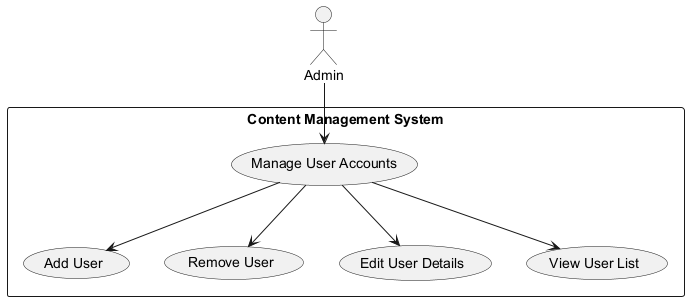 Admin
Content Management System
Manage User Accounts
Add User
Remove User
Edit User Details
View User List